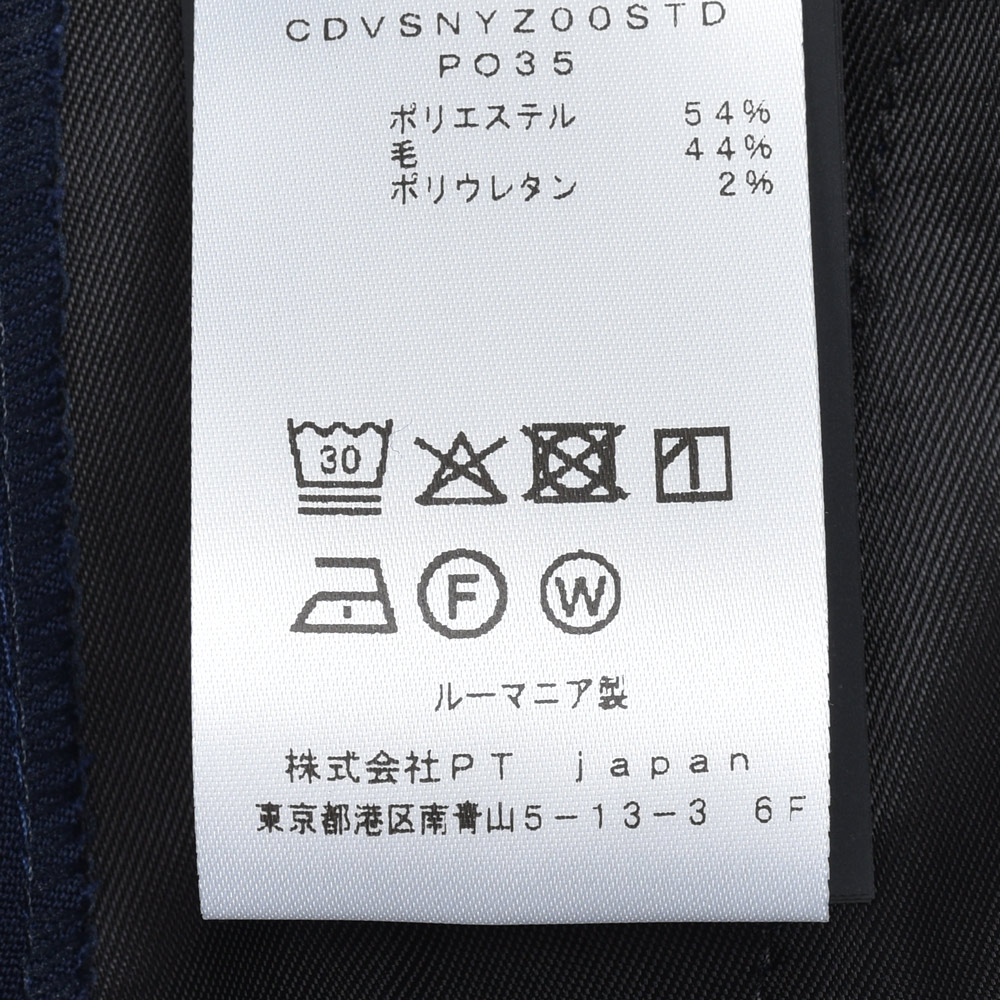 CDVSNYZ00STD
PO35
ポリエステル 54%
毛 44%
ポリウレタン 2%
30
F W
ルーマニア製
株式会社PT japan
東京都港区南青山5-13-3 6F